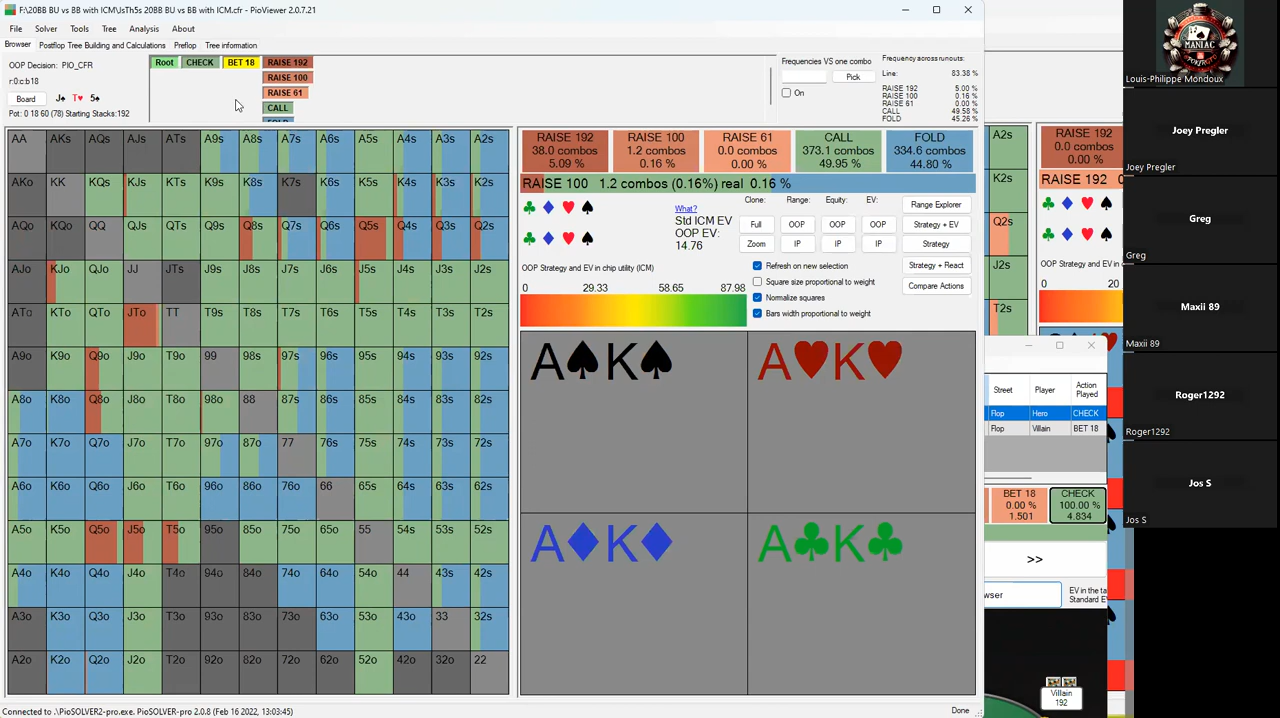 F:\20BB BU vs BB with ICM\JsTh5s 20BB BU vs BB with ICM.cfr - PioViewer 2.0.7.21
File Solver Tools Tree Analysis About
Browser Postflop Tree Building and Calculations Preflop Tree information
OOP Decision: PIO_CFR
r:0:c:b18
Board J♠ T♥ 5♠
Pot: 0 18 60 (78) Starting Stacks:192
Root CHECK BET 18 RAISE 192
RAISE 100
RAISE 61
CALL
FOLD
Frequencies VS one combo
Pick
On
Frequency across runouts:
Line: 83.38 %
RAISE 192 5.00 %
RAISE 100 0.16 %
RAISE 61 0.00 %
CALL 49.58 %
FOLD 45.26 %
AA AKs AQs AJs ATs A9s A8s A7s A6s A5s A4s A3s A2s
AKo KK KQs KJs KTs K9s K8s K7s K6s K5s K4s K3s K2s
AQo KQo QQ QJs QTs Q9s Q8s Q7s Q6s Q5s Q4s Q3s Q2s
AJo KJo QJo JJ JTs J9s J8s J7s J6s J5s J4s J3s J2s
ATo KTo QTo JTo TT T9s T8s T7s T6s T5s T4s T3s T2s
A9o K9o Q9o J9o T9o 99 98s 97s 96s 95s 94s 93s 92s
A8o K8o Q8o J8o T8o 98o 88 87s 86s 85s 84s 83s 82s
A7o K7o Q7o J7o T7o 97o 87o 77 76s 75s 74s 73s 72s
A6o K6o Q6o J6o T6o 96o 86o 76o 66 65s 64s 63s 62s
A5o K5o Q5o J5o T5o 95o 85o 75o 65o 55 54s 53s 52s
A4o K4o Q4o J4o T4o 94o 84o 74o 64o 54o 44 43s 42s
A3o K3o Q3o J3o T3o 93o 83o 73o 63o 53o 43o 33 32s
A2o K2o Q2o J2o T2o 92o 82o 72o 62o 52o 42o 32o 22
RAISE 192 RAISE 100 RAISE 61 CALL FOLD
38.0 combos 1.2 combos 0.0 combos 373.1 combos 334.6 combos
5.09 % 0.16 % 0.00 % 49.95 % 44.80 %
RAISE 100 1.2 combos (0.16%) real 0.16 %
♣ ♦ ♥ ♠
♣ ♦ ♥ ♠
What?
Std ICM EV
OOP EV:
14.76
Clone: Range: Equity: EV:
Full OOP OOP OOP
Zoom IP IP IP
Range Explorer
Strategy + EV
Strategy
Strategy + React
Compare Actions
OOP Strategy and EV in chip utility (ICM)
0 29.33 58.65 87.98
Refresh on new selection
Square size proportional to weight
Normalize squares
Bars width proportional to weight
A♠K♠ A♥K♥
A♦K♦ A♣K♣
Connected to .\PioSOLVER2-pro.exe. PioSOLVER-pro 2.0.8 (Feb 16 2022, 13:03:45)
Done
A2s
K2s
Q2s
J2s
T2s
RAISE 192
0.0 combos
0.00 %
RAISE 192 0
♣ ♦ ♥ ♠
♣ ♦ ♥ ♠
OOP Strategy and EV in
0 20
Street Player Action Played
Flop Hero CHECK
Flop Villain BET 18
BET 18 CHECK
0.00 % 100.00 %
1.501 4.834
>>
wser
EV in the ta
Standard E
Villain
192
MANIAC
Louis-Philippe Mondoux
Joey Pregler
Joey Pregler
Greg
Greg
Maxii 89
Maxii 89
Roger1292
Roger1292
Jos S
Jos S